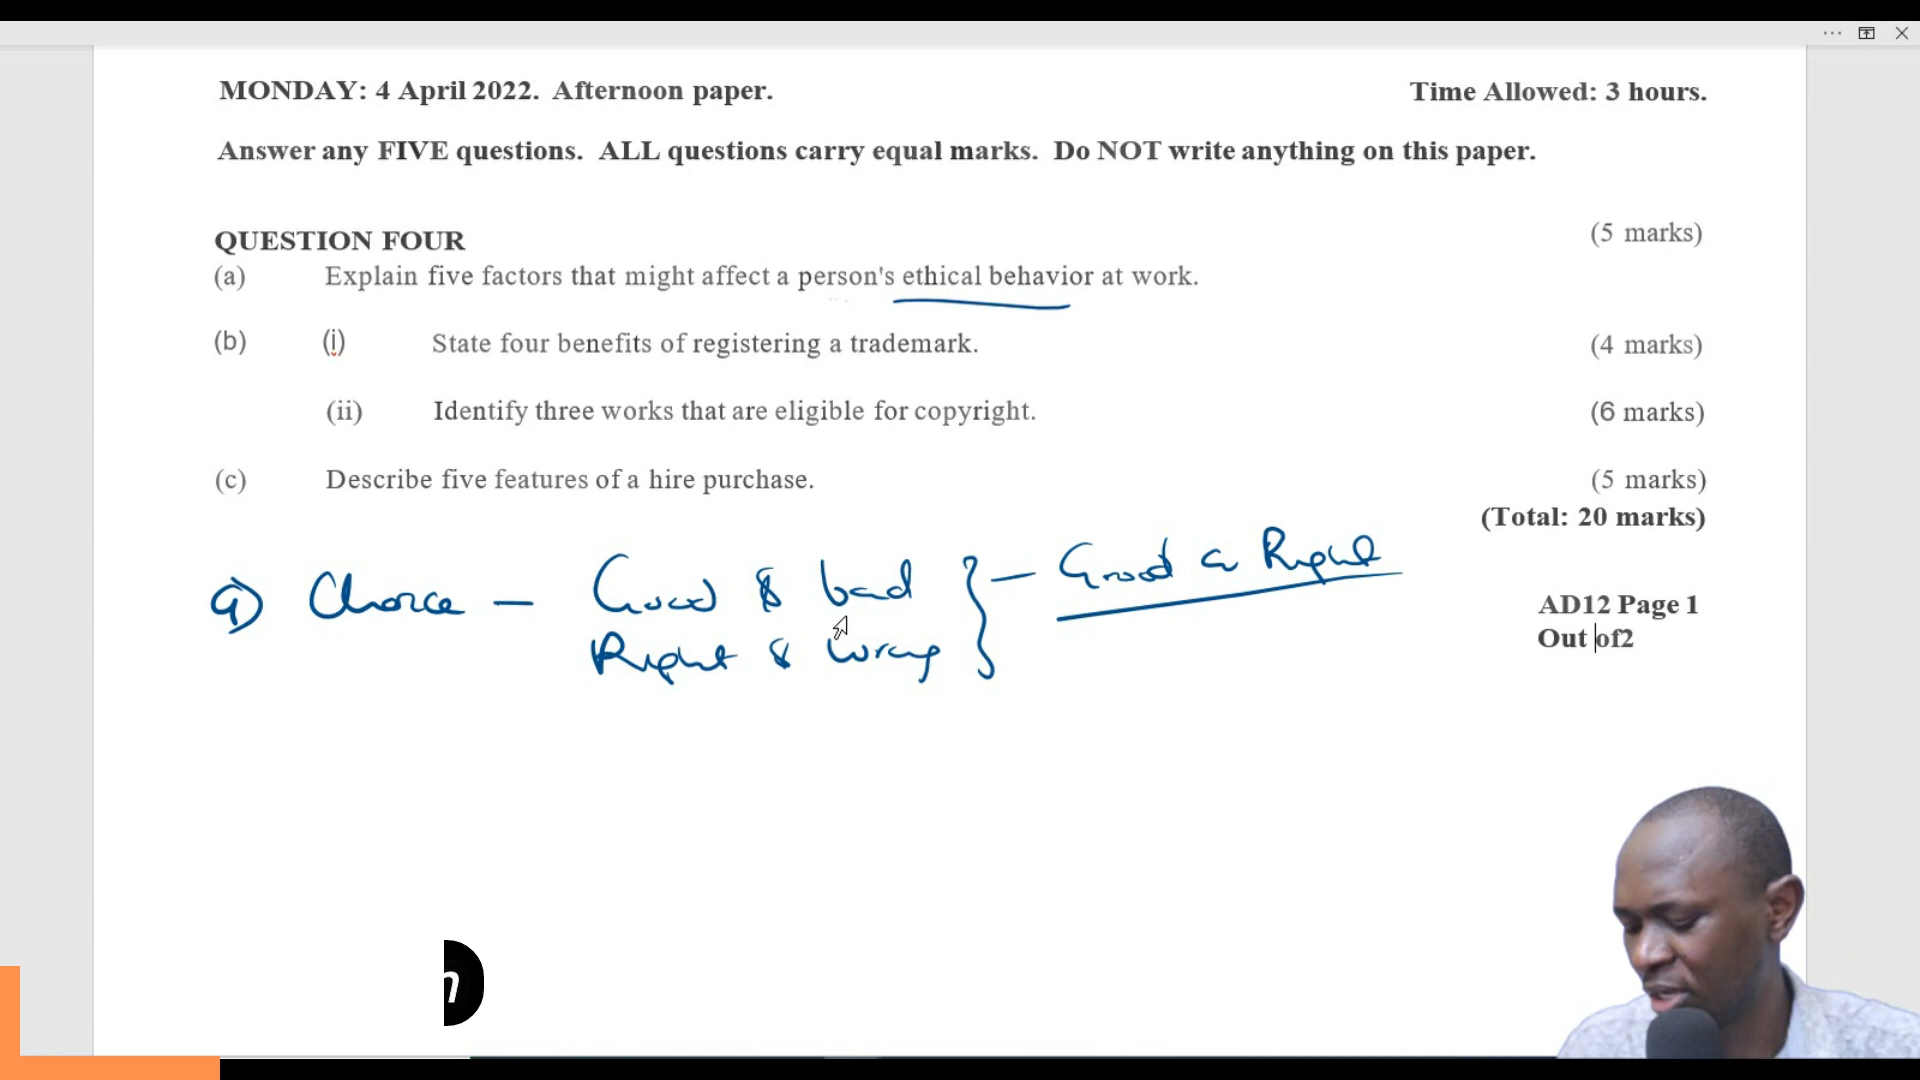 MONDAY: 4 April 2022. Afternoon paper. Time Allowed: 3 hours.
Answer any FIVE questions. ALL questions carry equal marks. Do NOT write anything on this paper.
QUESTION FOUR (5 marks)
(a) Explain five factors that might affect a person's ethical behavior at work.
(b) (i) State four benefits of registering a trademark. (4 marks)
(ii) Identify three works that are eligible for copyright. (6 marks)
(c) Describe five features of a hire purchase. (5 marks)
(Total: 20 marks)
a) Choice - Good & bad } - Good & Right
Right & wrong
AD12 Page 1
Out of2
n